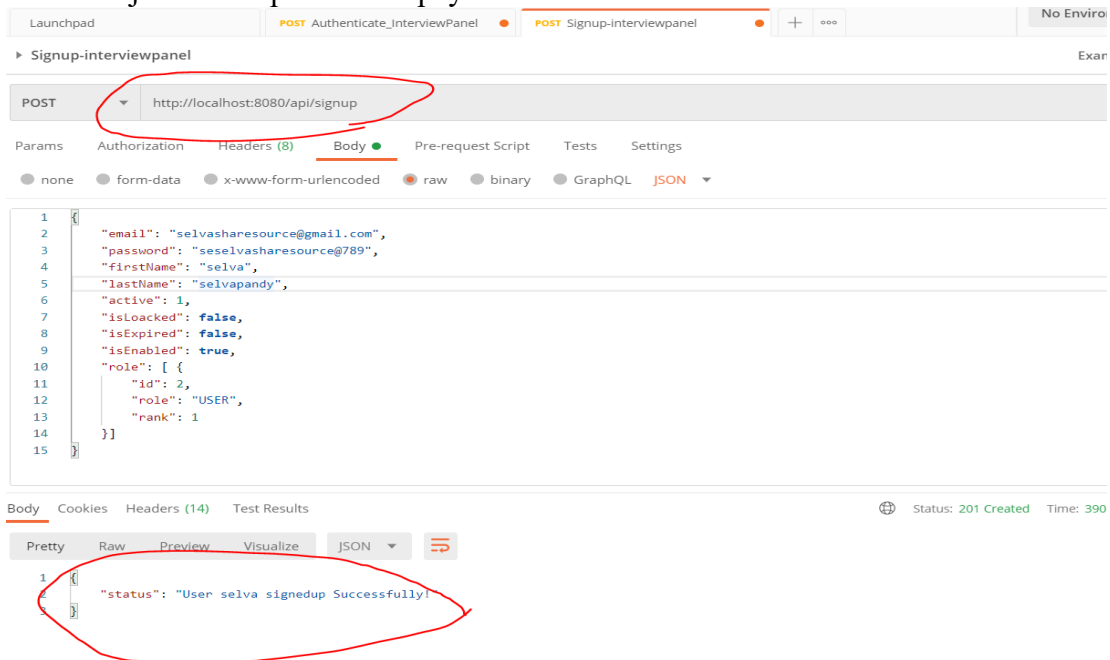 Launchpad POST Authenticate_InterviewPanel POST Signup-interviewpanel + ooo No Enviro
Signup-interviewpanel Exam
POST http://localhost:8080/api/signup
Params Authorization Headers (8) Body Pre-request Script Tests Settings
none form-data x-www-form-urlencoded raw binary GraphQL JSON
1 {
2 "email": "selvasharesource@gmail.com",
3 "password": "seselvasharesource@789",
4 "firstName": "selva",
5 "lastName": "selvapandy",
6 "active": 1,
7 "isLoacked": false,
8 "isExpired": false,
9 "isEnabled": true,
10 "role": [ {
11 "id": 2,
12 "role": "USER",
13 "rank": 1
14 }]
15 }
Body Cookies Headers (14) Test Results Status: 201 Created Time: 390
Pretty Raw Preview Visualize JSON
1 {
2 "status": "User selva signedup Successfully!"
3 }